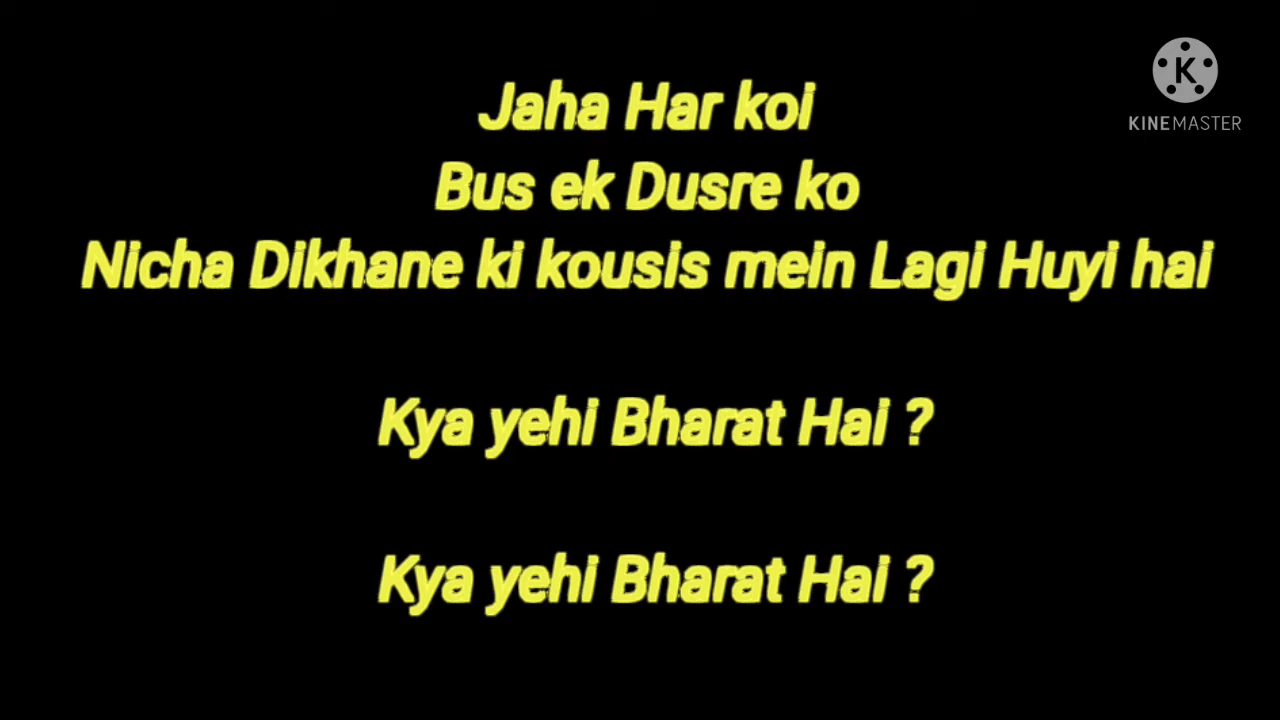 Jaha Har koi
Bus ek Dusre ko
Nicha Dikhane ki kousis mein Lagi Huyi hai
Kya yehi Bharat Hai ?
Kya yehi Bharat Hai ?
K
KINEMASTER